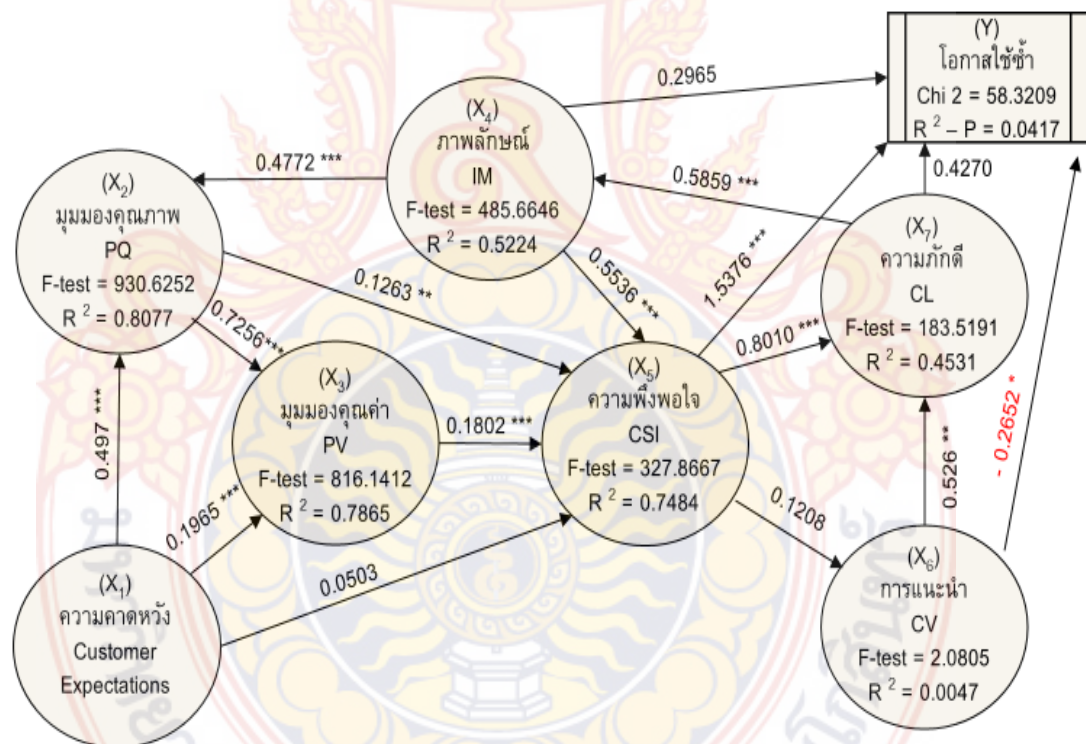 (Y)
โอกาสใช้ซ้ำ
Chi 2 = 58.3209
R 2 – P = 0.0417
0.2965
(X4)
ภาพลักษณ์
IM
F-test = 485.6646
R 2 = 0.5224
0.4772 ***
(X2)
มุมมองคุณภาพ
PQ
F-test = 930.6252
R 2 = 0.8077
0.5859 ***
0.4270
(X7)
ความภักดี
CL
F-test = 183.5191
R 2 = 0.4531
0.1263 **
0.5536 ***
1.5376 ***
0.7256***
0.8010 ***
(X3)
มุมมองคุณค่า
PV
F-test = 816.1412
R 2 = 0.7865
0.1802 ***
(X5)
ความพึงพอใจ
CSI
F-test = 327.8667
R 2 = 0.7484
0.497 ***
0.1965 ***
0.0503
0.1208
0.526 **
- 0.2652 *
(X1)
ความคาดหวัง
Customer
Expectations
(X6)
การแนะนำ
CV
F-test = 2.0805
R 2 = 0.0047